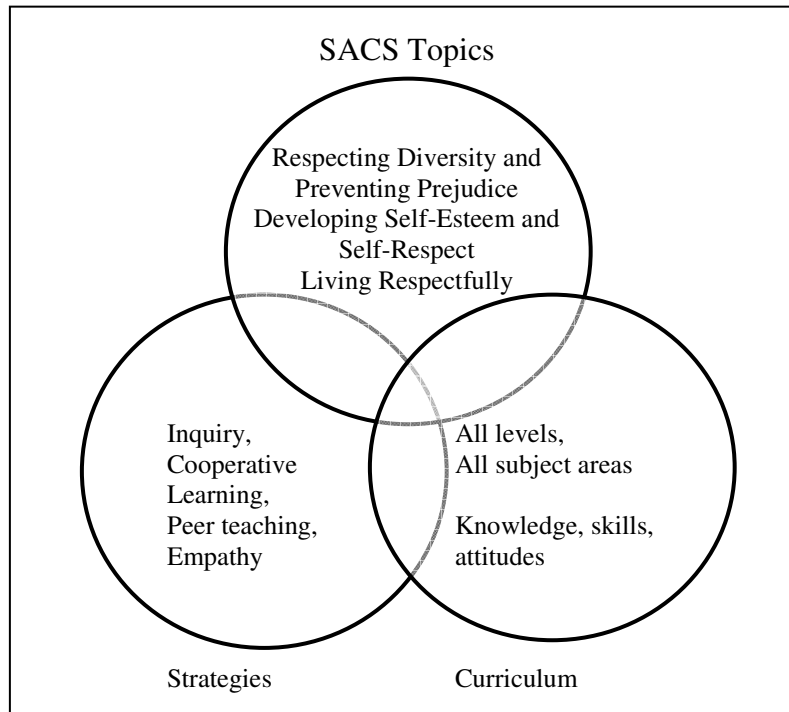 SACS Topics
Respecting Diversity and
Preventing Prejudice
Developing Self-Esteem and
Self-Respect
Living Respectfully
Inquiry,
Cooperative
Learning,
Peer teaching,
Empathy
All levels,
All subject areas
Knowledge, skills,
attitudes
Strategies
Curriculum